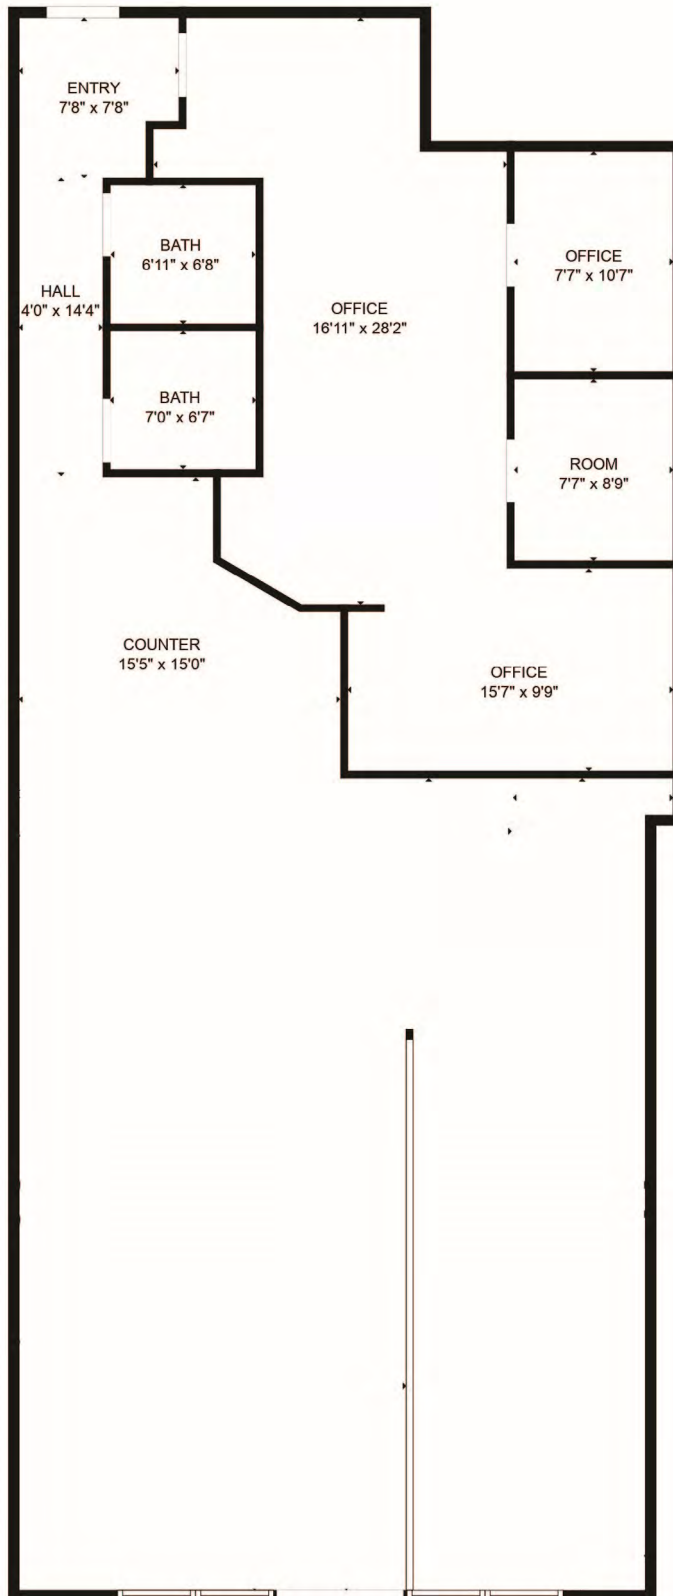 ENTRY
7'8" x 7'8"
BATH
6'11" x 6'8"
OFFICE
7'7" x 10'7"
HALL
4'0" x 14'4"
OFFICE
16'11" x 28'2"
BATH
7'0" x 6'7"
ROOM
7'7" x 8'9"
COUNTER
15'5" x 15'0"
OFFICE
15'7" x 9'9"